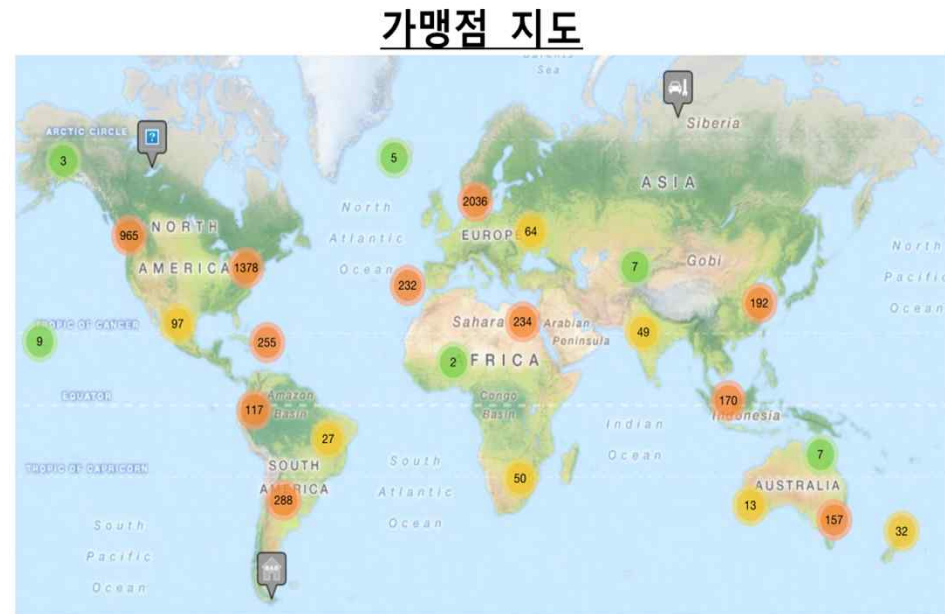 가맹점 지도
Sea
ARCTIC CIRCLE
Siberia
3
5
ASIA
2036
North
NORTH
965
64
EUROPE
Atlantic
AMERICA
1378
7
Gobi
North
Ocean
232
Pacific
192
Ocean
97
Sahara
234
Arabian
49
TROPIC OF CANCER
9
255
Peninsula
2
FRICA
EQUATOR
117
Amazon
Basin
Congo
Basin
170
Indonesia
Indian
Ocean
27
SOUTH
AMERICA
South
Atlantic
Ocean
7
TROPIC OF CAPRICORN
288
50
AUSTRALIA
13
157
32
South
Pacific
Ocean
BAR